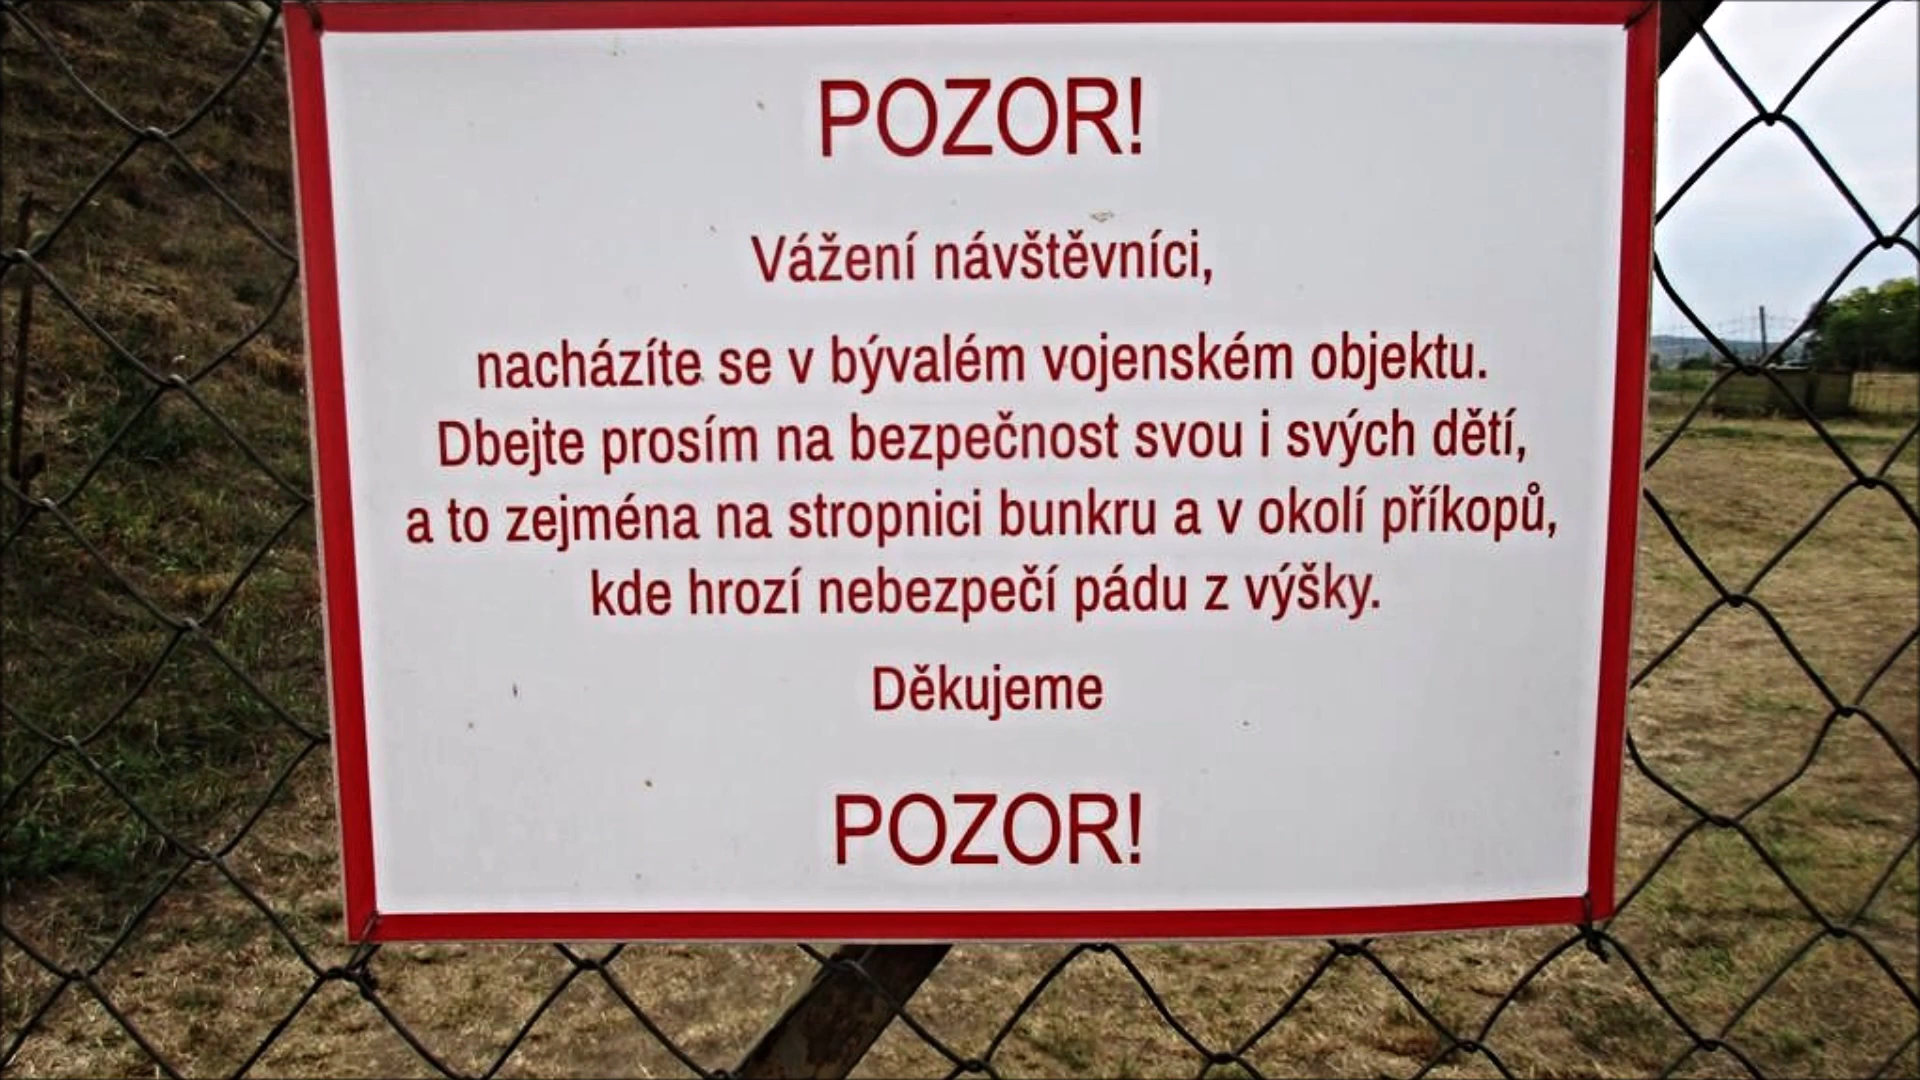 POZOR!
Vážení návštěvníci,
nacházíte se v bývalém vojenském objektu.
Dbejte prosím na bezpečnost svou i svých dětí,
a to zejména na stropnici bunkru a v okolí příkopů,
kde hrozí nebezpečí pádu z výšky.
Děkujeme
POZOR!